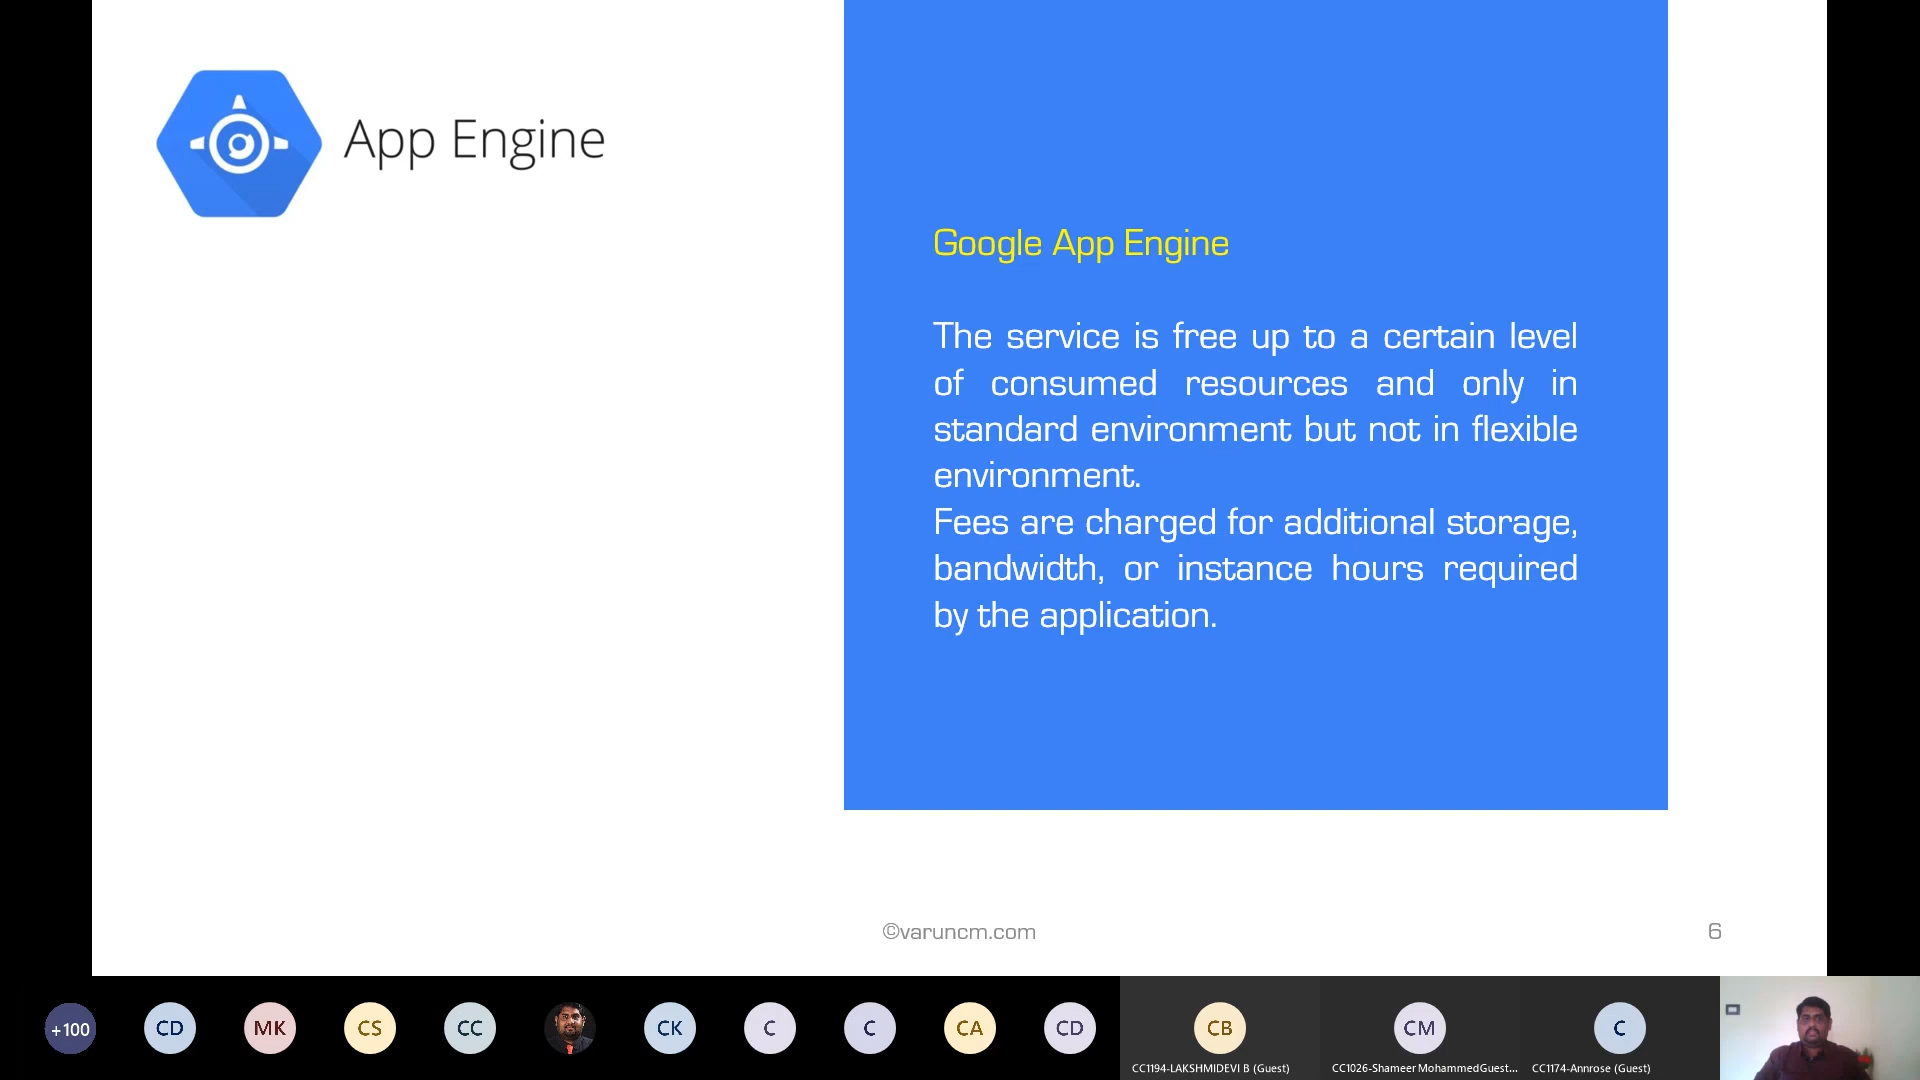 App Engine
Google App Engine
The service is free up to a certain level
of consumed resources and only in
standard environment but not in flexible
environment.
Fees are charged for additional storage,
bandwidth, or instance hours required
by the application.
©varuncm.com
6
+100
CD
MK
CS
CC
CK
C
C
CA
CD
CB
CM
C
CC1194-LAKSHMIDEVI B (Guest)
CC1026-Shameer MohammedGuest...
CC1174-Annrose (Guest)